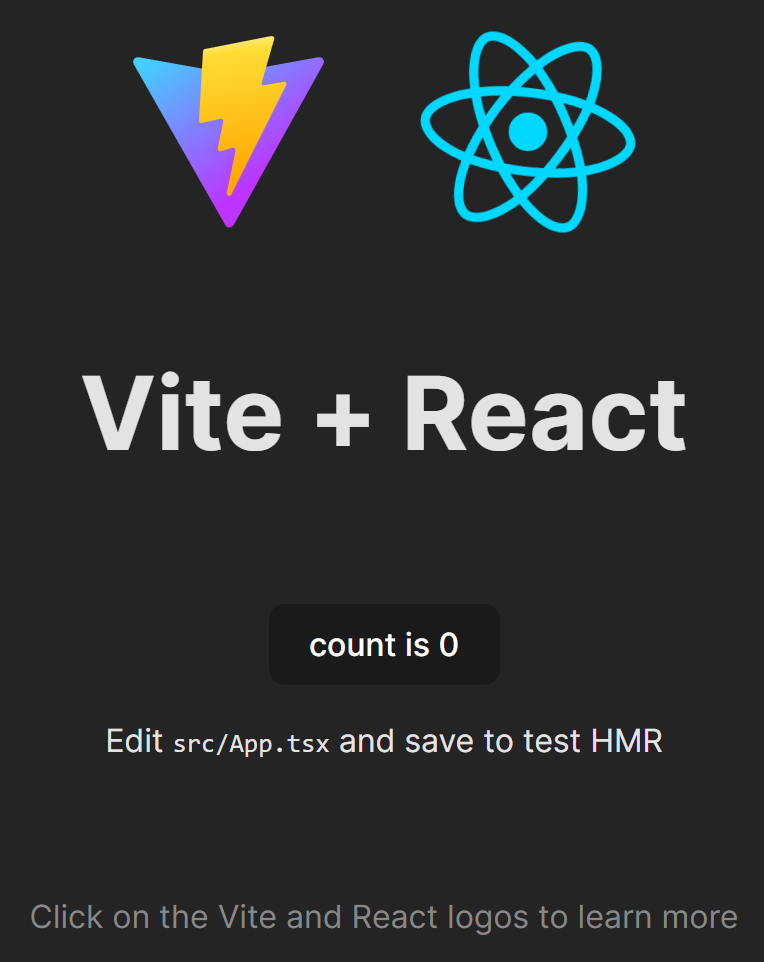 Vite + React
count is 0
Edit src/App.tsx and save to test HMR
Click on the Vite and React logos to learn more